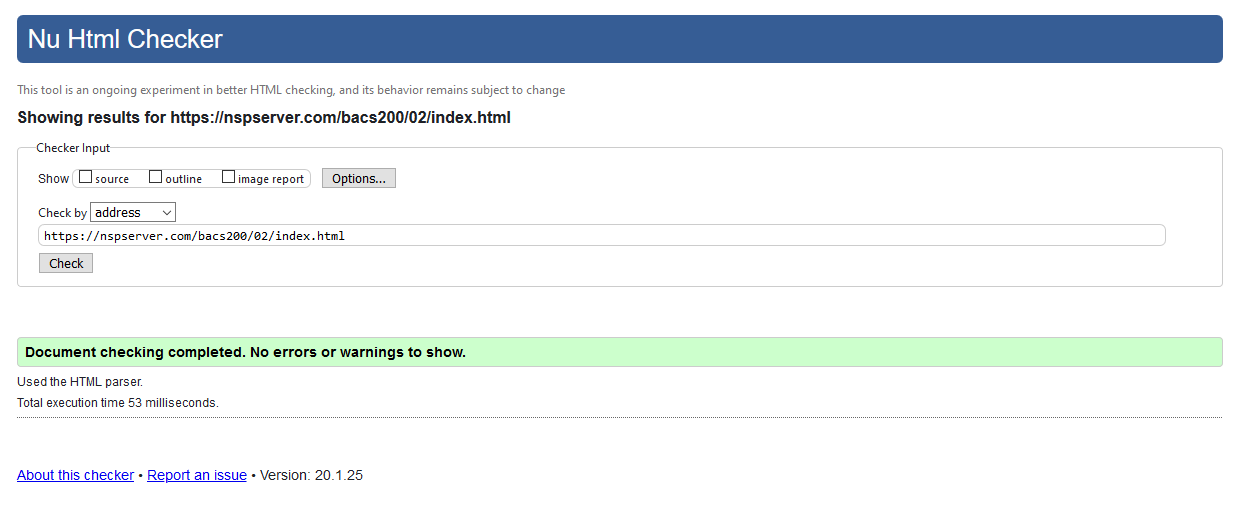 Nu Html Checker
This tool is an ongoing experiment in better HTML checking, and its behavior remains subject to change
Showing results for https://nspserver.com/bacs200/02/index.html
Checker Input
Show source outline image report Options...
Check by address
https://nspserver.com/bacs200/02/index.html
Check
Document checking completed. No errors or warnings to show.
Used the HTML parser.
Total execution time 53 milliseconds.
About this checker • Report an issue • Version: 20.1.25